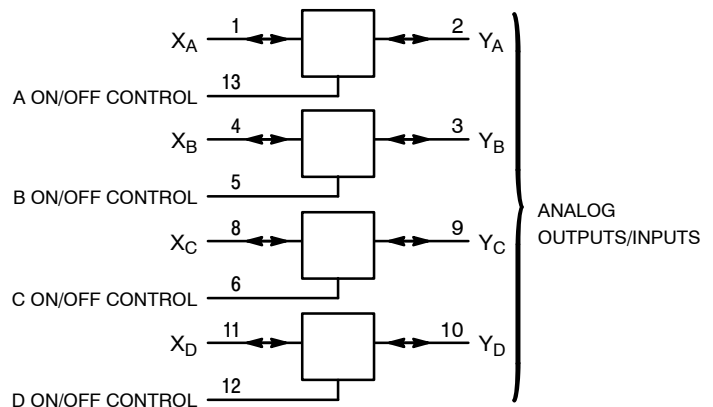 X_A 1 2 Y_A
A ON/OFF CONTROL 13
X_B 4 3 Y_B
B ON/OFF CONTROL 5
X_C 8 9 Y_C
C ON/OFF CONTROL 6
X_D 11 10 Y_D
D ON/OFF CONTROL 12
ANALOG
OUTPUTS/INPUTS